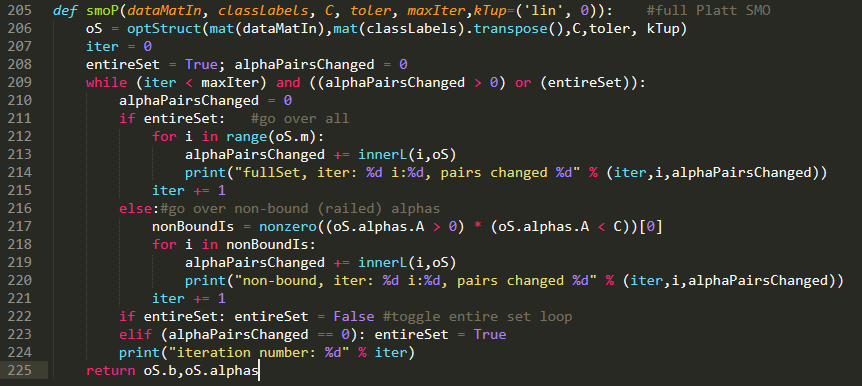 205 def smoP(dataMatIn, classLabels, C, toler, maxIter,kTup=('lin', 0)):    #full Platt SMO
206     oS = optStruct(mat(dataMatIn),mat(classLabels).transpose(),C,toler, kTup)
207     iter = 0
208     entireSet = True; alphaPairsChanged = 0
209     while (iter < maxIter) and ((alphaPairsChanged > 0) or (entireSet)):
210         alphaPairsChanged = 0
211         if entireSet:   #go over all
212             for i in range(oS.m):
213                 alphaPairsChanged += innerL(i,oS)
214                 print("fullSet, iter: %d i:%d, pairs changed %d" % (iter,i,alphaPairsChanged))
215             iter += 1
216         else:#go over non-bound (railed) alphas
217             nonBoundIs = nonzero((oS.alphas.A > 0) * (oS.alphas.A < C))[0]
218             for i in nonBoundIs:
219                 alphaPairsChanged += innerL(i,oS)
220                 print("non-bound, iter: %d i:%d, pairs changed %d" % (iter,i,alphaPairsChanged))
221             iter += 1
222         if entireSet: entireSet = False #toggle entire set loop
223         elif (alphaPairsChanged == 0): entireSet = True
224         print("iteration number: %d" % iter)
225     return oS.b,oS.alphas